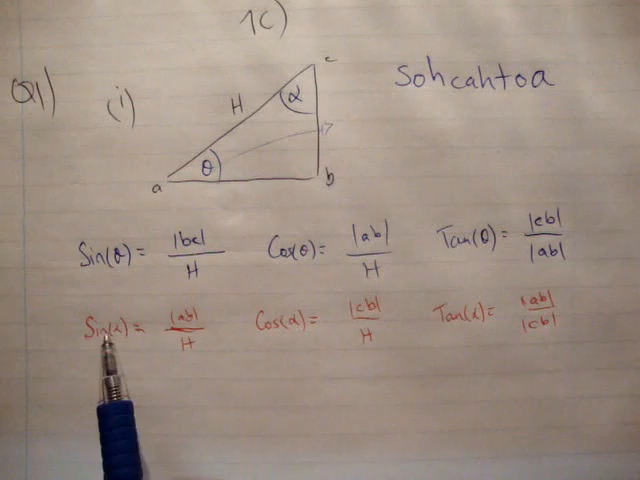 1c)
Q1)
(i)
sohcahtoa
c
H
α
θ
a
b
Sin(θ) = |bc|/H Cos(θ) = |ab|/H Tan(θ) = |cb|/|ab|
Sin(α) = |ab|/H Cos(α) = |cb|/H Tan(α) = |ab|/|cb|